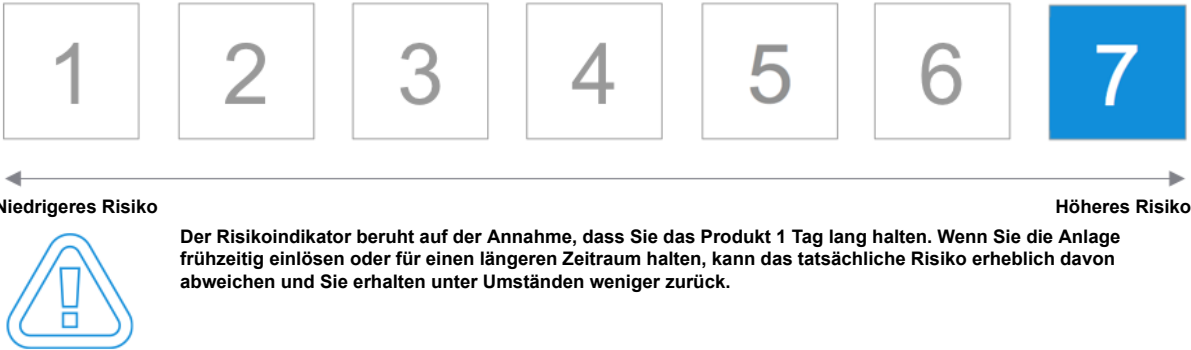 1 2 3 4 5 6 7
Niedrigeres Risiko Höheres Risiko
Der Risikoindikator beruht auf der Annahme, dass Sie das Produkt 1 Tag lang halten. Wenn Sie die Anlage
frühzeitig einlösen oder für einen längeren Zeitraum halten, kann das tatsächliche Risiko erheblich davon
abweichen und Sie erhalten unter Umständen weniger zurück.